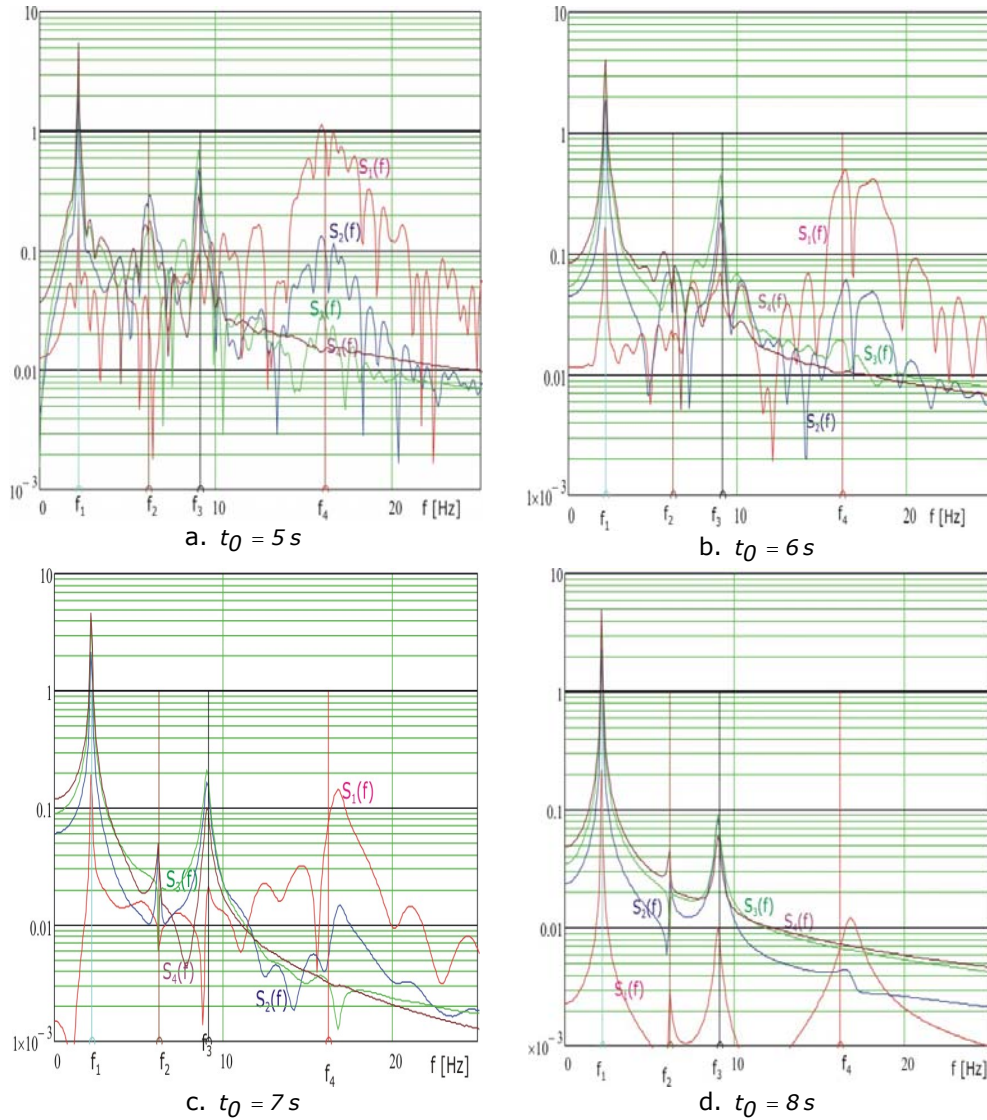 10
1
0.1
0.01
10⁻³
S₁(f)
S₂(f)
S₃(f)
S₄(f)
0 10 20 f [Hz]
f₁ f₂ f₃ f₄
a. t₀ = 5 s
10
1
0.1
0.01
1×10⁻³
S₁(f)
S₄(f)
S₃(f)
S₂(f)
0 10 20 f [Hz]
f₁ f₂ f₃ f₄
b. t₀ = 6 s
10
1
0.1
0.01
1×10⁻³
S₁(f)
S₃(f)
S₄(f)
S₂(f)
0 10 20 f [Hz]
f₁ f₂ f₃ f₄
c. t₀ = 7 s
10
1
0.1
0.01
×10⁻³
S₂(f)
S₃(f)
S₄(f)
S₁(f)
0 10 20 f [Hz]
f₁ f₂ f₃ f₄
d. t₀ = 8 s